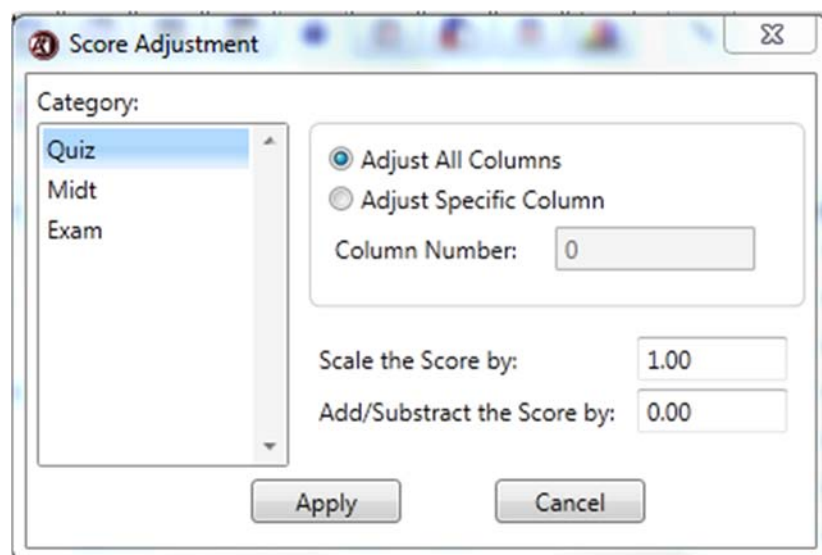 Score Adjustment
Category:
Quiz
Midt
Exam
Adjust All Columns
Adjust Specific Column
Column Number: 0
Scale the Score by: 1.00
Add/Substract the Score by: 0.00
Apply Cancel